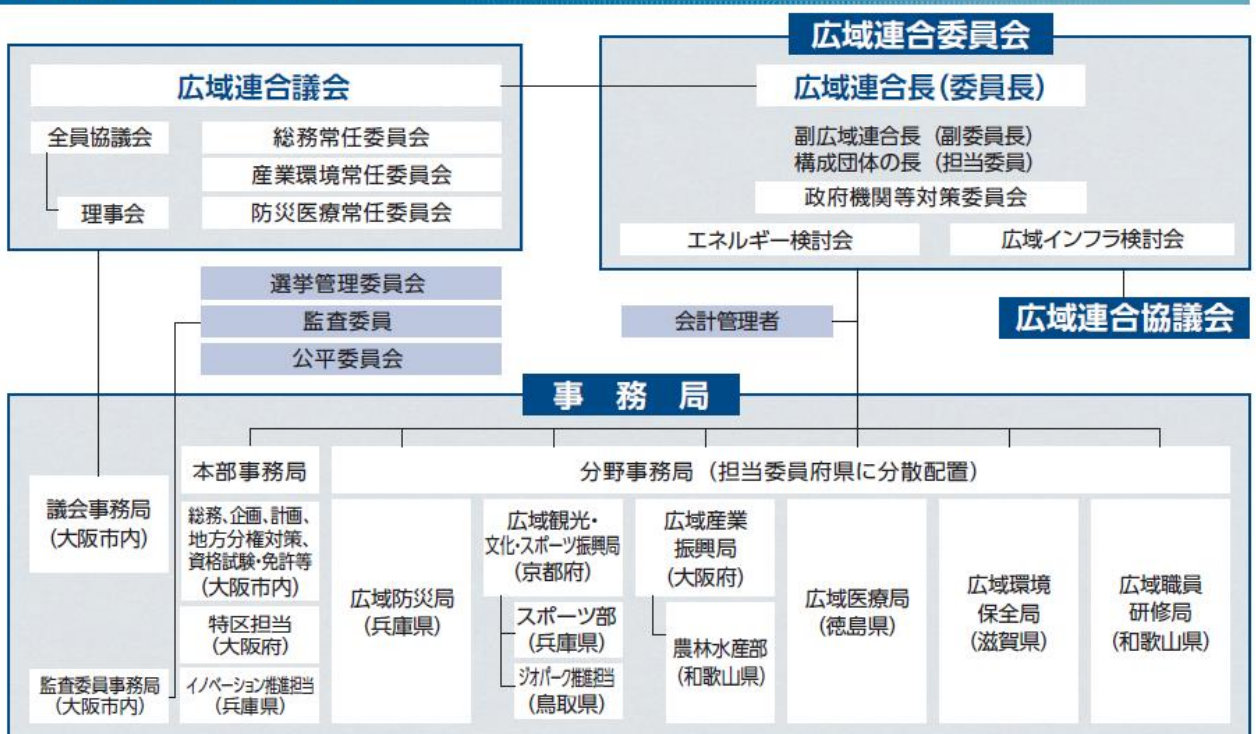 広域連合委員会
広域連合議会
全員協議会
理事会
総務常任委員会
産業環境常任委員会
防災医療常任委員会
広域連合長(委員長)
副広域連合長(副委員長)
構成団体の長(担当委員)
政府機関等対策委員会
エネルギー検討会
広域インフラ検討会
選挙管理委員会
監査委員
公平委員会
会計管理者
広域連合協議会
事務局
議会事務局
(大阪市内)
監査委員事務局
(大阪市内)
本部事務局
総務、企画、計画、
地方分権対策、
資格試験・免許等
(大阪市内)
特区担当
(大阪府)
イノベーション推進担当
(兵庫県)
分野事務局(担当委員府県に分散配置)
広域防災局
(兵庫県)
広域観光・
文化・スポーツ振興局
(京都府)
スポーツ部
(兵庫県)
ジオパーク推進担当
(鳥取県)
広域産業
振興局
(大阪府)
農林水産部
(和歌山県)
広域医療局
(徳島県)
広域環境
保全局
(滋賀県)
広域職員
研修局
(和歌山県)